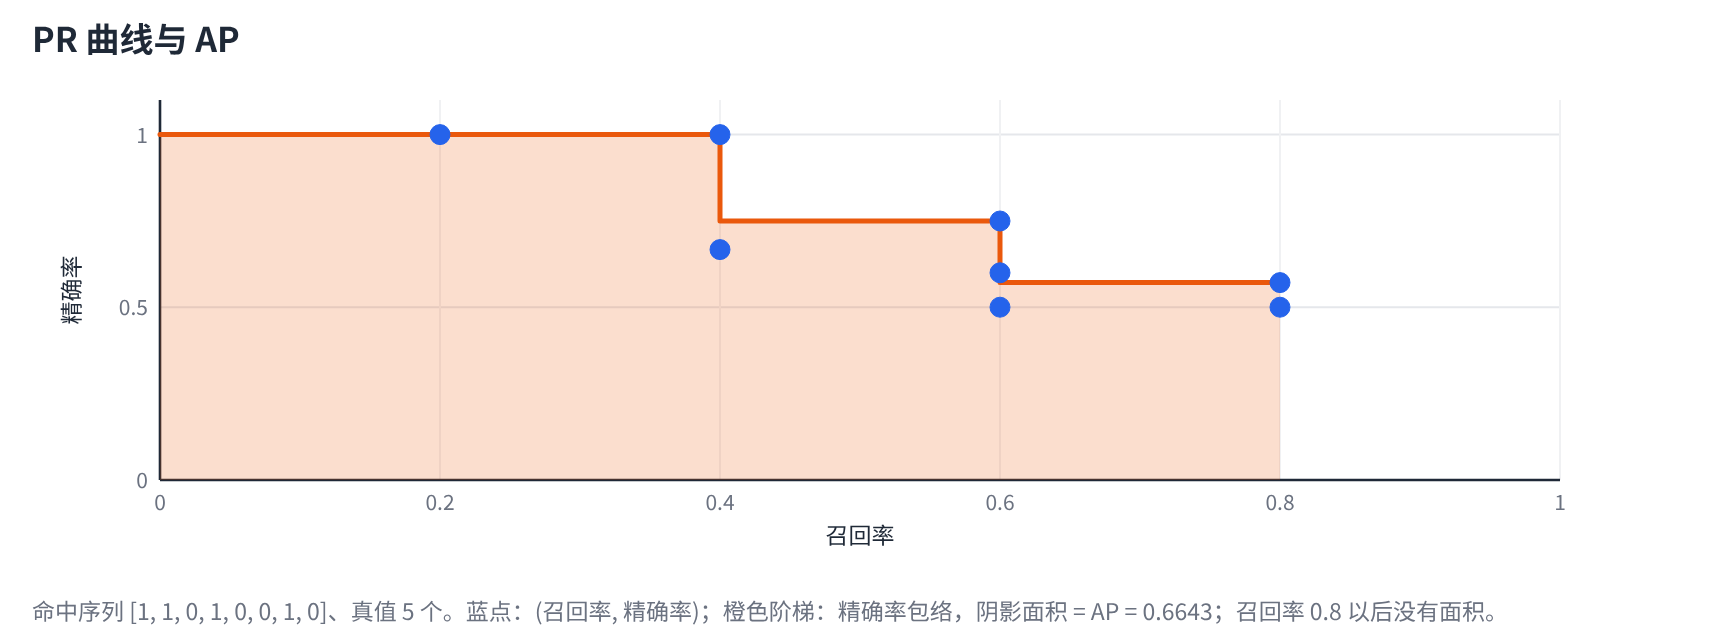 PR 曲线与 AP
1
0.5
0
精确率
0
0.2
0.4
0.6
0.8
1
召回率
命中序列 [1, 1, 0, 1, 0, 0, 1, 0]、真值 5 个。蓝点：(召回率, 精确率)；橙色阶梯：精确率包络，阴影面积 = AP = 0.6643；召回率 0.8 以后没有面积。